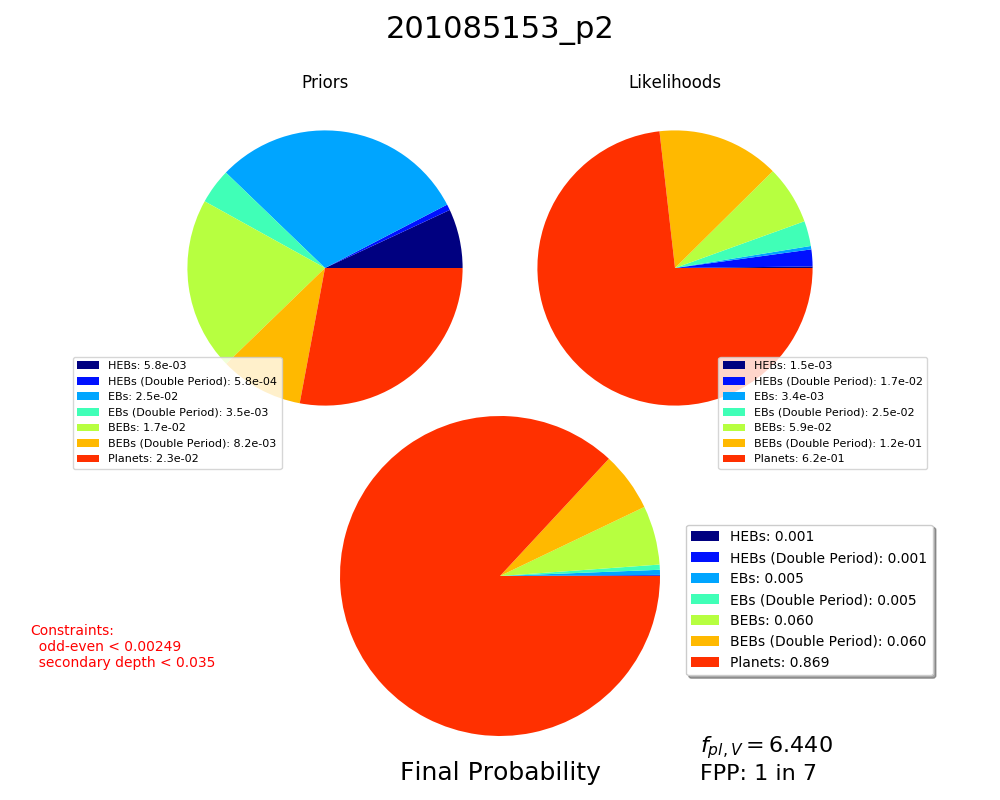 201085153_p2
Priors
Likelihoods
HEBs: 5.8e-03
HEBs (Double Period): 5.8e-04
EBs: 2.5e-02
EBs (Double Period): 3.5e-03
BEBs: 1.7e-02
BEBs (Double Period): 8.2e-03
Planets: 2.3e-02
HEBs: 1.5e-03
HEBs (Double Period): 1.7e-02
EBs: 3.4e-03
EBs (Double Period): 2.5e-02
BEBs: 5.9e-02
BEBs (Double Period): 1.2e-01
Planets: 6.2e-01
HEBs: 0.001
HEBs (Double Period): 0.001
EBs: 0.005
EBs (Double Period): 0.005
BEBs: 0.060
BEBs (Double Period): 0.060
Planets: 0.869
Constraints:
odd-even < 0.00249
secondary depth < 0.035
f_{pl,V} = 6.440
Final Probability
FPP: 1 in 7